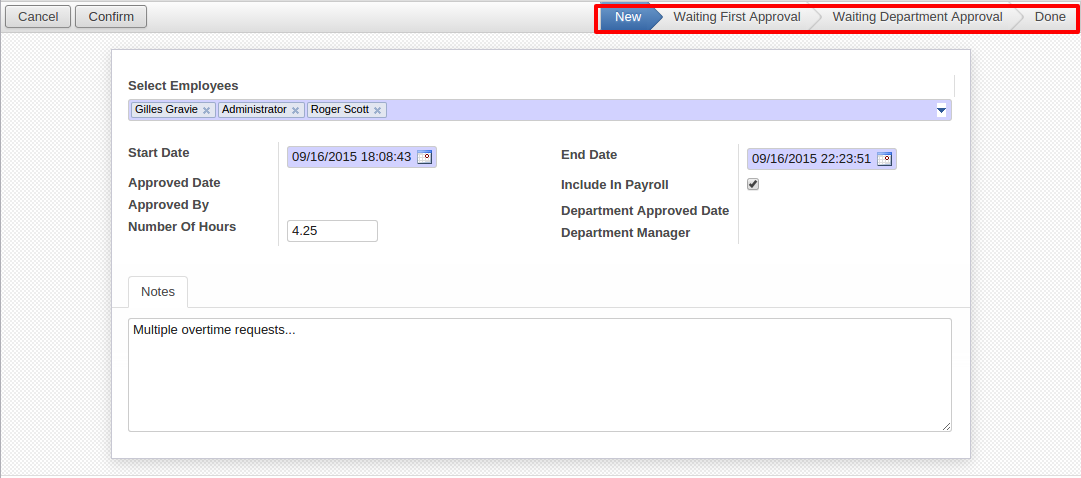 Cancel Confirm New Waiting First Approval Waiting Department Approval Done
Select Employees
Gilles Gravie Administrator Roger Scott
Start Date 09/16/2015 18:08:43 End Date 09/16/2015 22:23:51
Approved Date Include In Payroll
Approved By Department Approved Date
Number Of Hours 4.25 Department Manager
Notes
Multiple overtime requests...